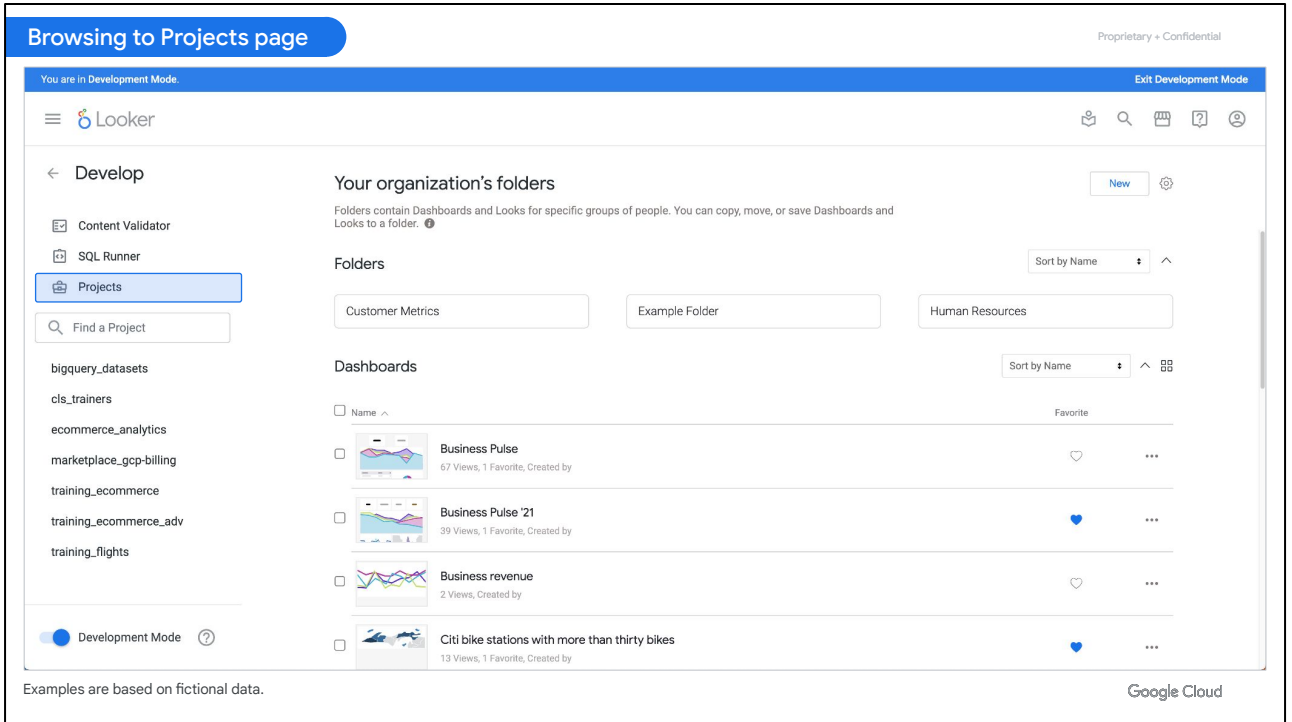 Browsing to Projects page
Proprietary + Confidential
You are in Development Mode.
Exit Development Mode
Looker
Develop
Content Validator
SQL Runner
Projects
Find a Project
bigquery_datasets
cls_trainers
ecommerce_analytics
marketplace_gcp-billing
training_ecommerce
training_ecommerce_adv
training_flights
Development Mode
Your organization's folders
New
Folders contain Dashboards and Looks for specific groups of people. You can copy, move, or save Dashboards and
Looks to a folder.
Folders
Sort by Name
Customer Metrics
Example Folder
Human Resources
Dashboards
Sort by Name
Name
Favorite
Business Pulse
67 Views, 1 Favorite, Created by
Business Pulse '21
39 Views, 1 Favorite, Created by
Business revenue
2 Views, Created by
Citi bike stations with more than thirty bikes
13 Views, 1 Favorite, Created by
Examples are based on fictional data.
Google Cloud